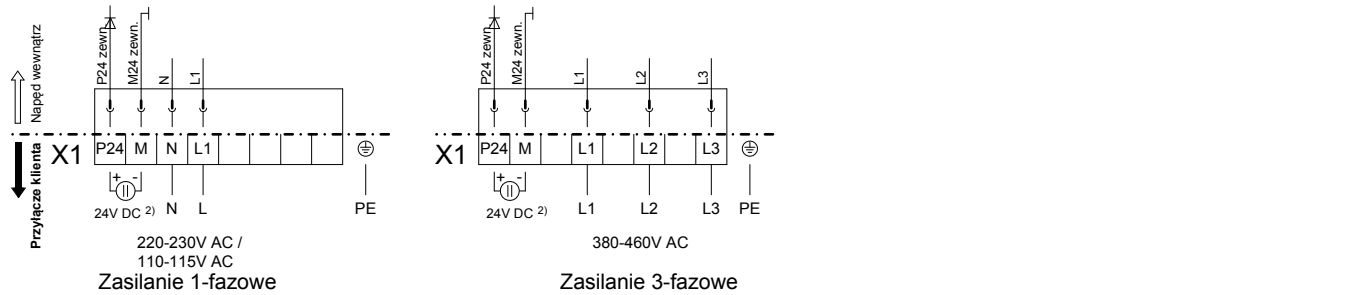 Napęd wewnątrz
Przyłącze klienta
P24 zewn.
M24 zewn.
N
L1
X1
P24 M N L1
+ -
24V DC 2) N L PE
220-230V AC /
110-115V AC
Zasilanie 1-fazowe
P24 zewn.
M24 zewn.
L1
L2
L3
X1
P24 M L1 L2 L3
+ -
24V DC 2) L1 L2 L3 PE
380-460V AC
Zasilanie 3-fazowe